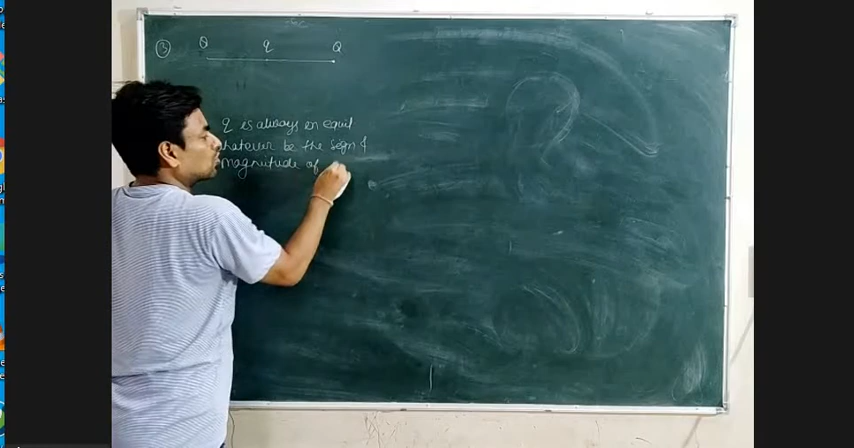 ③ Q q Q
q is always in equil
whatever be the sign &
magnitude of